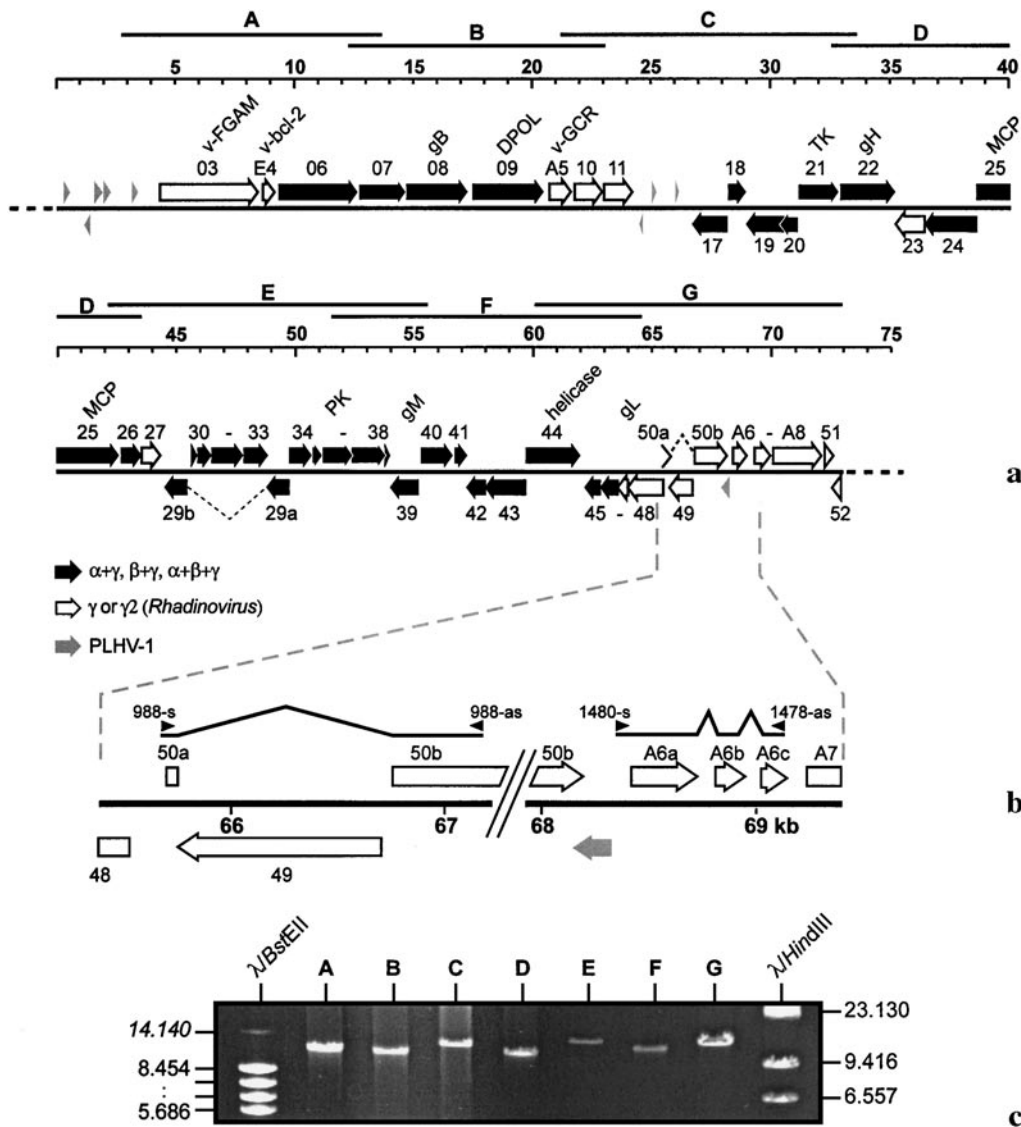 A
B
C
D
5 10 15 20 25 30 35 40
v-FGAM v-bcl-2 gB DPOL v-GCR TK gH MCP
03 E4 06 07 08 09 A5 10 11 18 21 22 25
17 19 20 23 24
D E F G
45 50 55 60 65 70 75
MCP PK gM helicase gL
25 26 27 30 - 33 34 - 38 40 41 44 50a 50b A6 - A8 51
29b 29a 39 42 43 45 - 48 49 52
a
α+γ, β+γ, α+β+γ
γ or γ2 (Rhadinovirus)
PLHV-1
988-s 988-as 1480-s 1478-as
50a 50b 50b A6a A6b A6c A7
66 67 68 69 kb
b
48 49
λ/BstEII A B C D E F G λ/HindIII
14.140 23.130
8.454 9.416
:
5.686 6.557
c